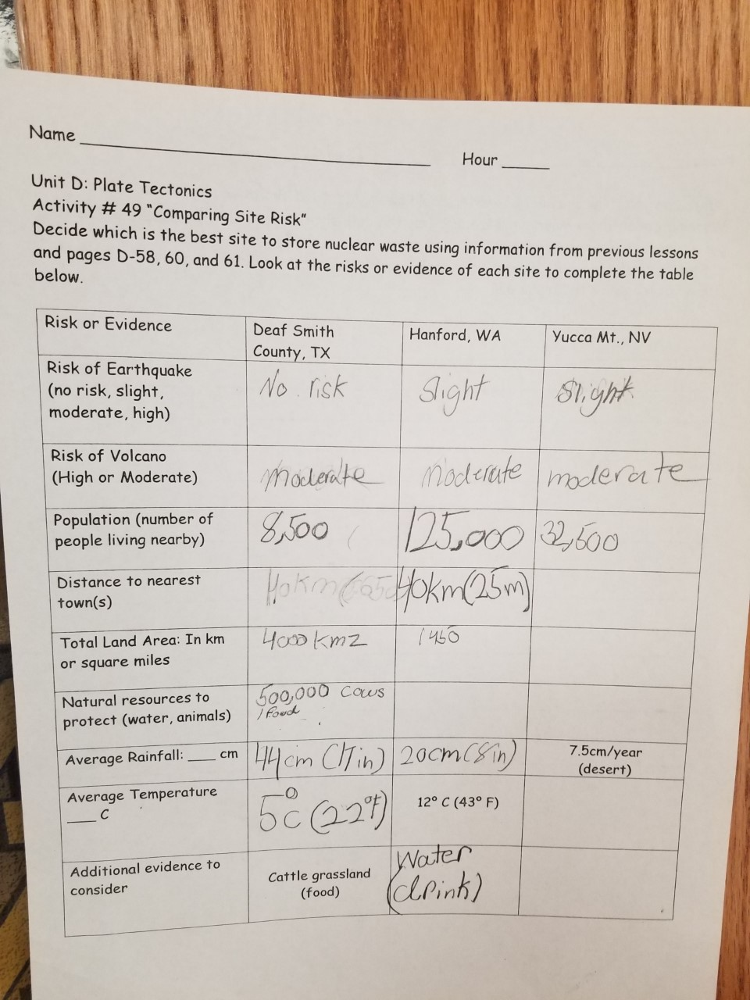 Name
Hour
Unit D: Plate Tectonics
Activity # 49 "Comparing Site Risk"
Decide which is the best site to store nuclear waste using information from previous lessons
and pages D-58, 60, and 61. Look at the risks or evidence of each site to complete the table
below.
Risk or Evidence
Deaf Smith
County, TX
Hanford, WA
Yucca Mt., NV
Risk of Earthquake
(no risk, slight,
moderate, high)
No risk
Slight
Slight
Risk of Volcano
(High or Moderate)
moderate
moderate
moderate
Population (number of
people living nearby)
8,500
125,000
32,500
Distance to nearest
town(s)
40km
40km(25m)
Total Land Area: In km
or square miles
4000 km2
1450
Natural resources to
protect (water, animals)
500,000 cows
/food
Average Rainfall: ___ cm
44cm (17in)
20cm(8in)
7.5cm/year
(desert)
Average Temperature
____ C
5°C (22°F)
12° C (43° F)
Additional evidence to
consider
Cattle grassland
(food)
Water
(drink)